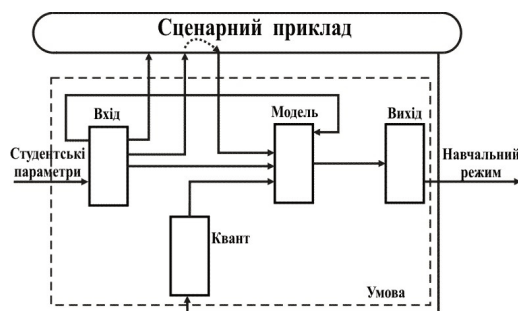 Сценарний приклад
Вхід
Модель
Вихід
Студентські
параметри
Навчальний
режим
Квант
Умова